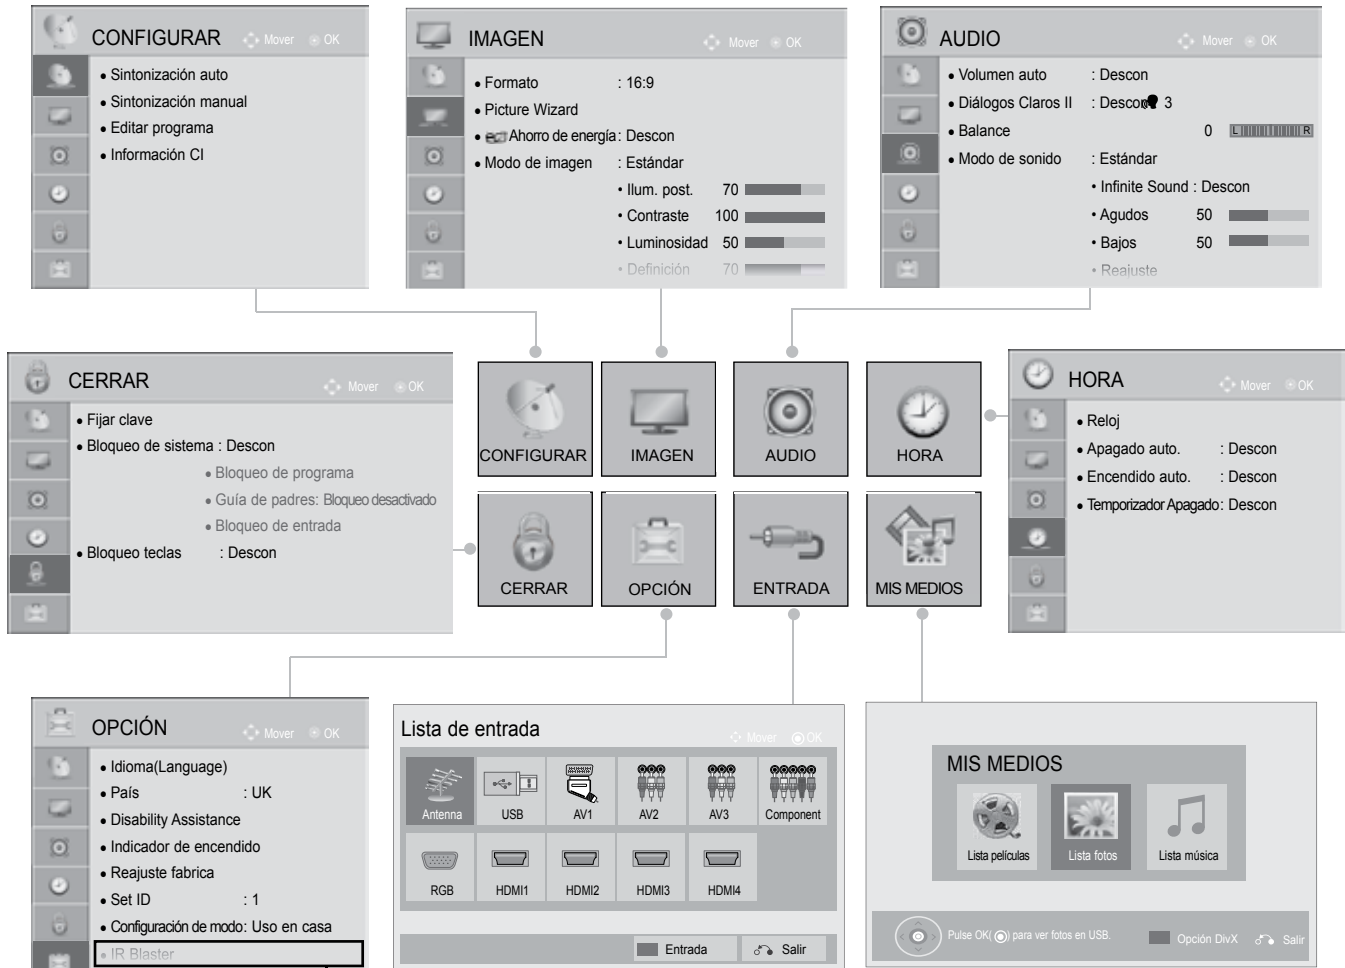 CONFIGURAR Mover OK
Sintonización auto
Sintonización manual
Editar programa
Información CI
IMAGEN Mover OK
Formato : 16:9
Picture Wizard
Ahorro de energía: Descon
Modo de imagen : Estándar
Ilum. post. 70
Contraste 100
Luminosidad 50
Definición 70
AUDIO Mover OK
Volumen auto : Descon
Diálogos Claros II : Descon 3
Balance 0 L R
Modo de sonido : Estándar
Infinite Sound : Descon
Agudos 50
Bajos 50
Reajuste
CERRAR Mover OK
Fijar clave
Bloqueo de sistema : Descon
Bloqueo de programa
Guía de padres: Bloqueo desactivado
Bloqueo de entrada
Bloqueo teclas : Descon
CONFIGURAR
IMAGEN
AUDIO
HORA
CERRAR
OPCIÓN
ENTRADA
MIS MEDIOS
HORA Mover OK
Reloj
Apagado auto. : Descon
Encendido auto. : Descon
Temporizador Apagado: Descon
OPCIÓN Mover OK
Idioma(Language)
País : UK
Disability Assistance
Indicador de encendido
Reajuste fabrica
Set ID : 1
Configuración de modo: Uso en casa
IR Blaster
Lista de entrada Mover OK
Antenna
USB
AV1
AV2
AV3
Component
RGB
HDMI1
HDMI2
HDMI3
HDMI4
Entrada Salir
MIS MEDIOS
Lista películas
Lista fotos
Lista música
Pulse OK( ) para ver fotos en USB. Opción DivX Salir